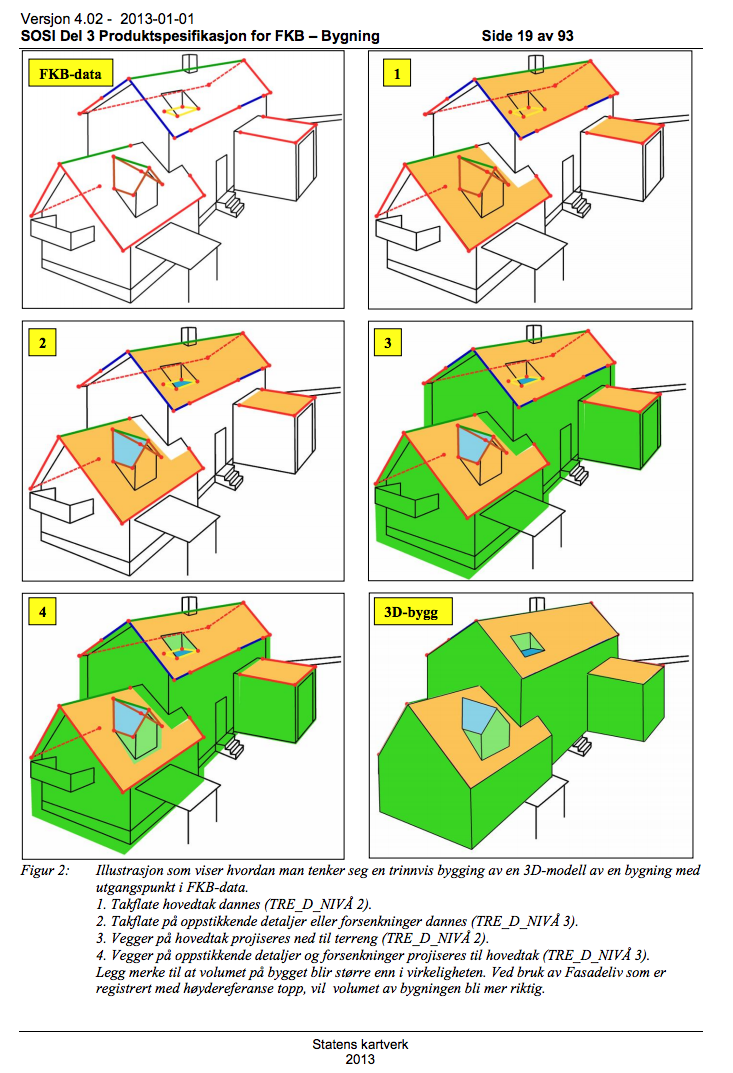 Versjon 4.02 - 2013-01-01
SOSI Del 3 Produktspesifikasjon for FKB – Bygning Side 19 av 93
FKB-data
1
2
3
4
3D-bygg
Figur 2: Illustrasjon som viser hvordan man tenker seg en trinnvis bygging av en 3D-modell av en bygning med
utgangspunkt i FKB-data.
1. Takflate hovedtak dannes (TRE_D_NIVÅ 2).
2. Takflate på oppstikkende detaljer eller forsenkninger dannes (TRE_D_NIVÅ 3).
3. Vegger på hovedtak projiseres ned til terreng (TRE_D_NIVÅ 2).
4. Vegger på oppstikkende detaljer og forsenkninger projiseres til hovedtak (TRE_D_NIVÅ 3).
Legg merke til at volumet på bygget blir større enn i virkeligheten. Ved bruk av Fasadeliv som er
registrert med høydereferanse topp, vil volumet av bygningen bli mer riktig.
Statens kartverk
2013